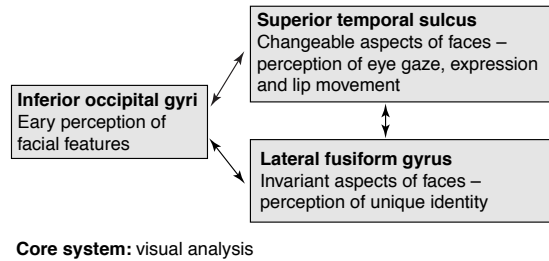 Superior temporal sulcus
Changeable aspects of faces –
perception of eye gaze, expression
and lip movement
Inferior occipital gyri
Eary perception of
facial features
Lateral fusiform gyrus
Invariant aspects of faces –
perception of unique identity
Core system: visual analysis